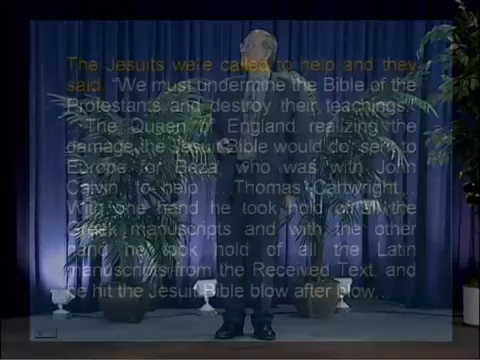 The Jesuits were called to help and they
said, "We must undermine the Bible of the
Protestants and destroy their teachings."
The Queen of England realizing the
damage the Jesuit Bible would do, sent to
Europe for Beza, who was with John
Calvin, to help Thomas Cartwright.
With one hand he took hold of all the
Greek manuscripts and with the other
hand he took hold of all the Latin
manuscripts from the Received Text, and
he hit the Jesuit Bible blow after blow.